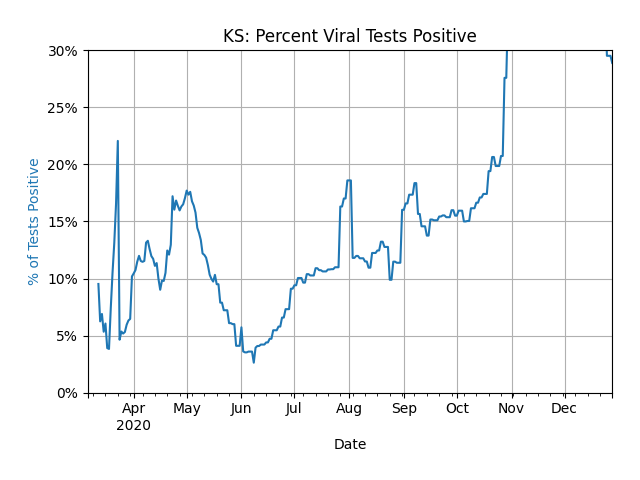 KS: Percent Viral Tests Positive
30%
25%
20%
15%
10%
5%
0%
% of Tests Positive
Apr May Jun Jul Aug Sep Oct Nov Dec
2020
Date